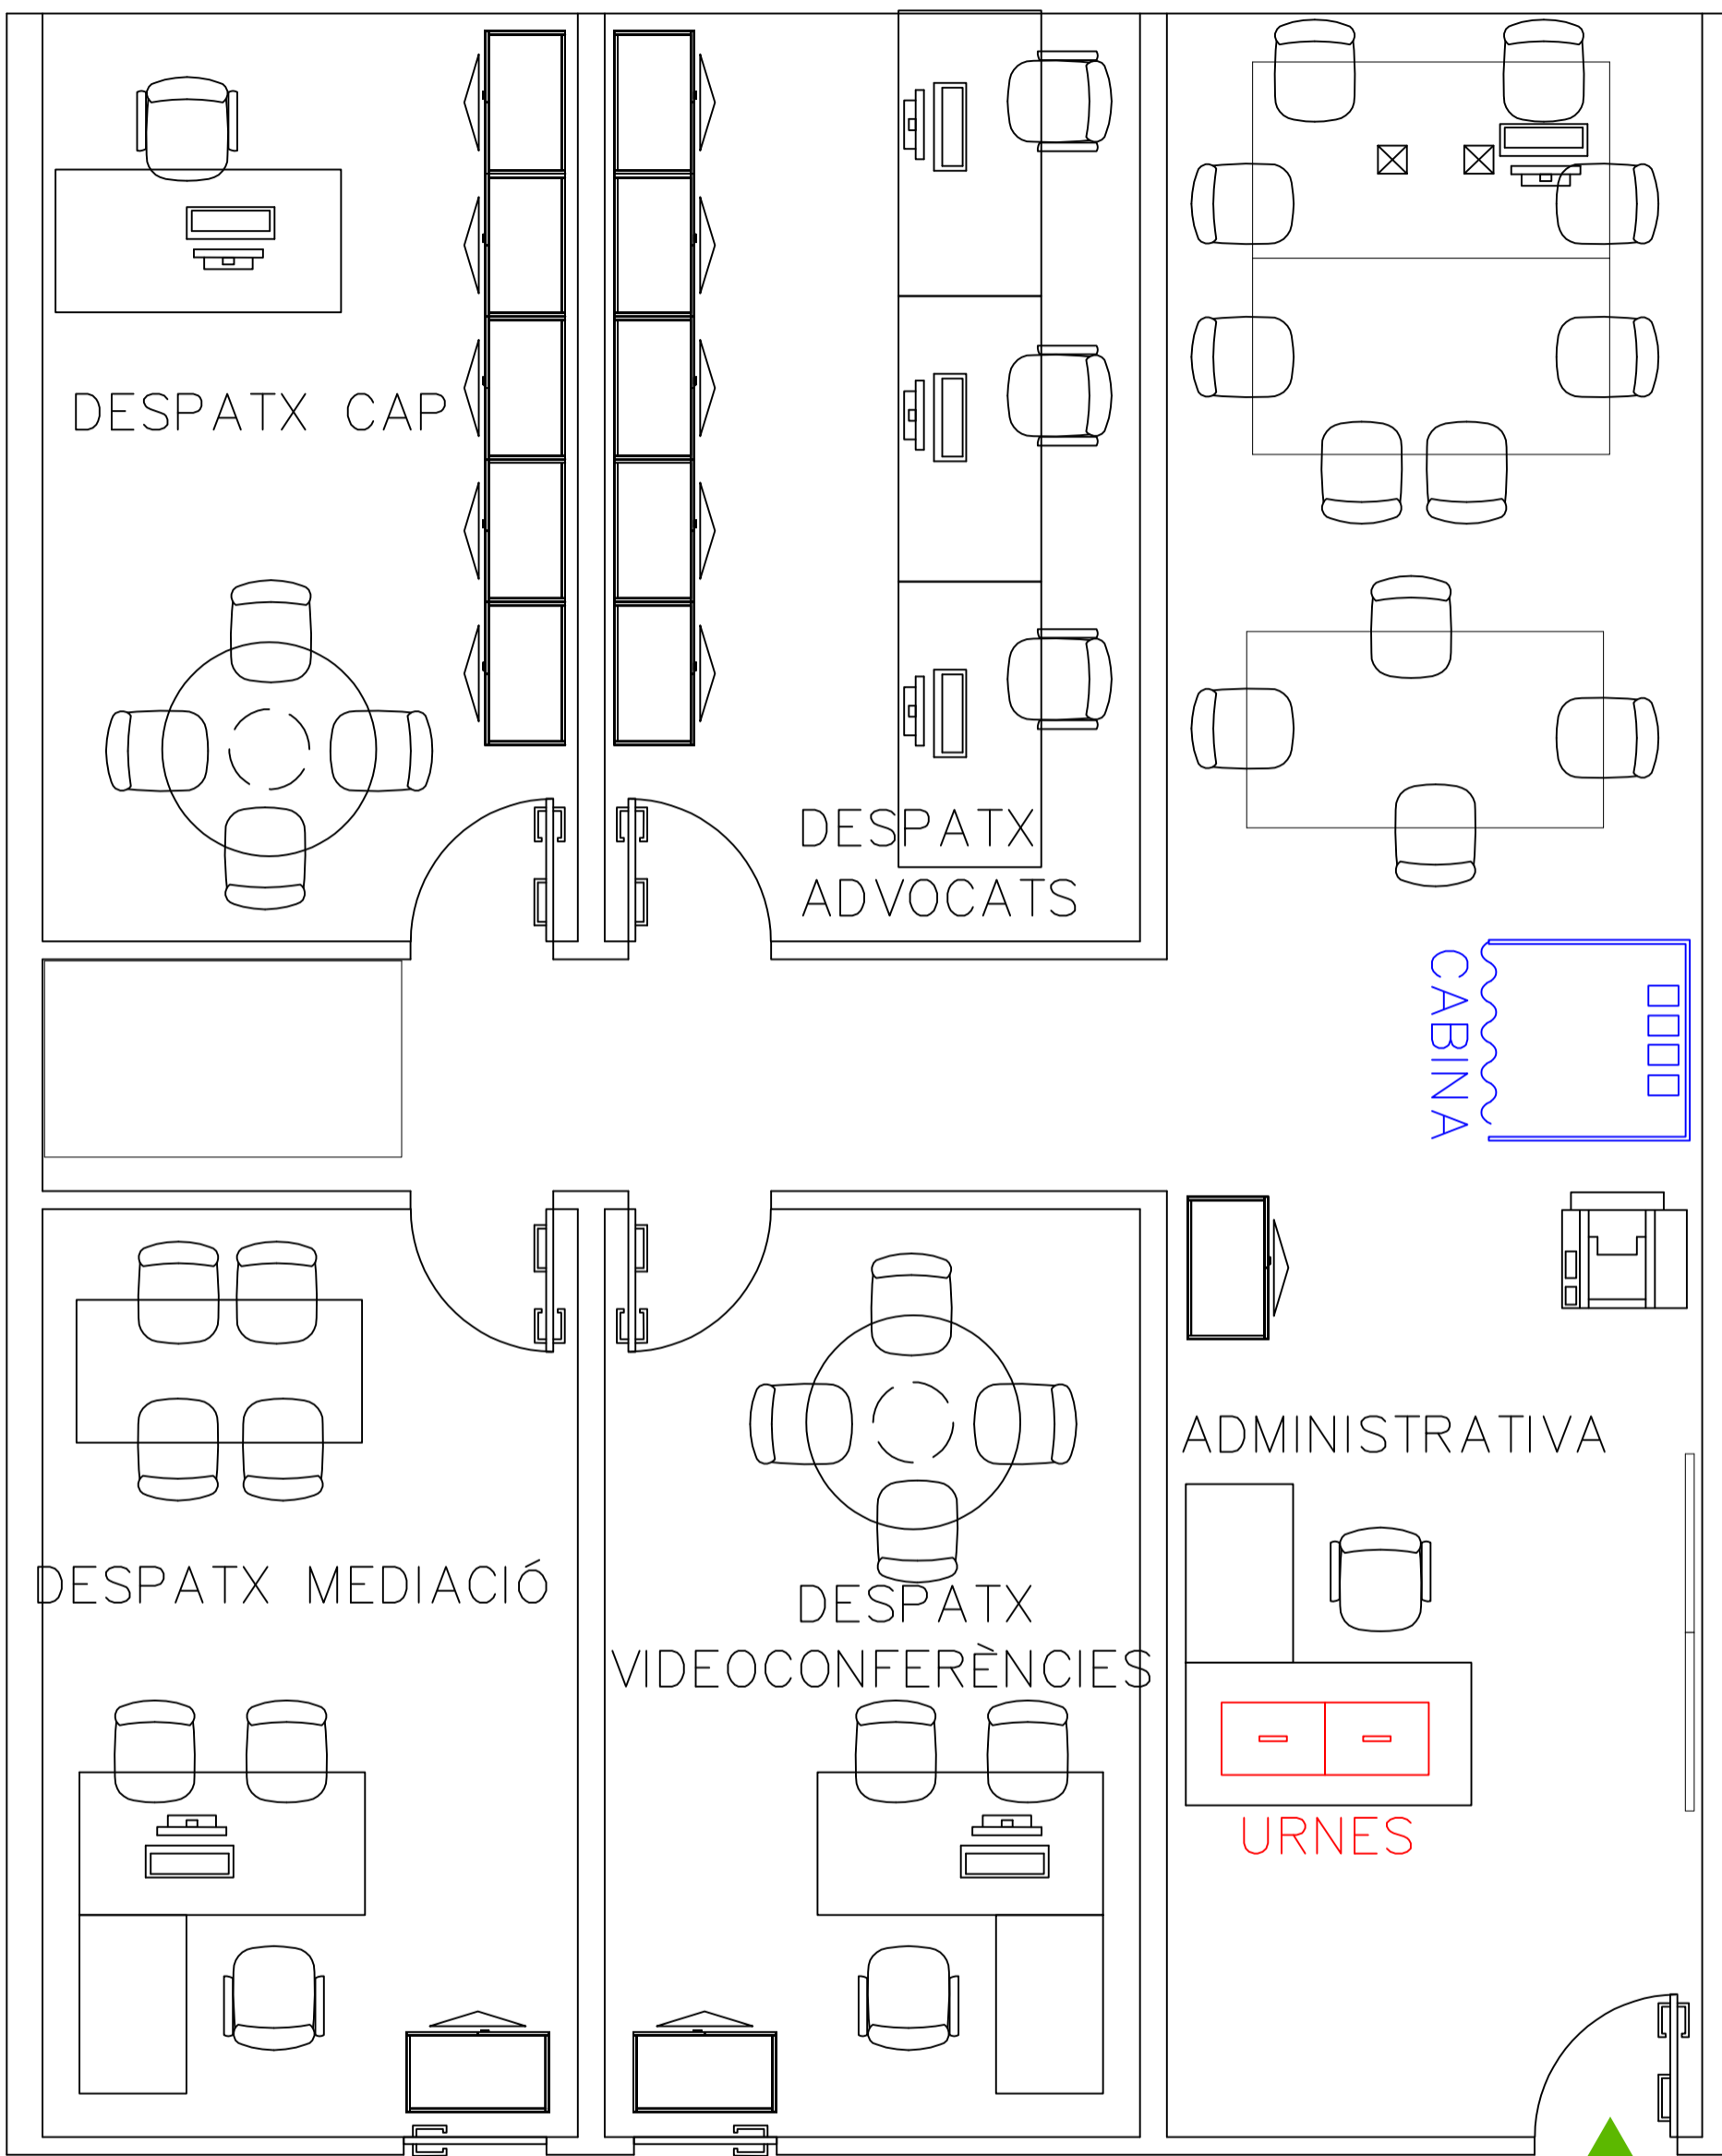 DESPATX CAP
DESPATX
ADVOCATS
CABINA
ADMINISTRATIVA
DESPATX MEDIACIÓ
DESPATX
VIDEOCONFERÈNCIES
URNES